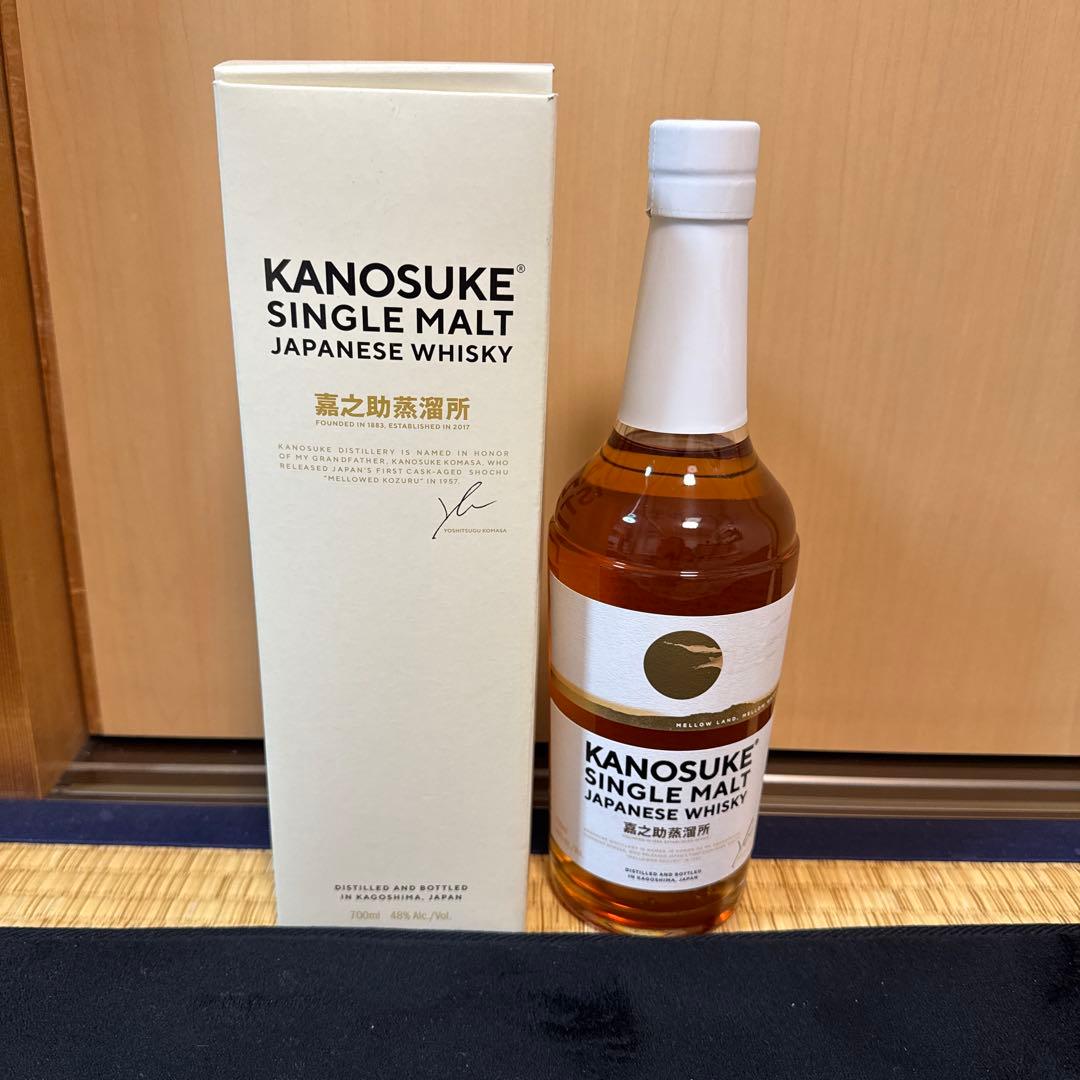 KANOSUKE®
SINGLE MALT
JAPANESE WHISKY
嘉之助蒸溜所
FOUNDED IN 1883, ESTABLISHED IN 2017
KANOSUKE DISTILLERY IS NAMED IN HONOR
OF MY GRANDFATHER, KANOSUKE KOMASA, WHO
RELEASED JAPAN'S FIRST CASK-AGED SHOCHU
"MELLOWED KOZURU" IN 1957.
YOSHITSUGU KOMASA
DISTILLED AND BOTTLED
IN KAGOSHIMA, JAPAN
700ml 48% Alc./Vol.
MELLOW LAND, MELLOW
KANOSUKE®
SINGLE MALT
JAPANESE WHISKY
嘉之助蒸溜所
DISTILLED AND BOTTLED
IN KAGOSHIMA, JAPAN